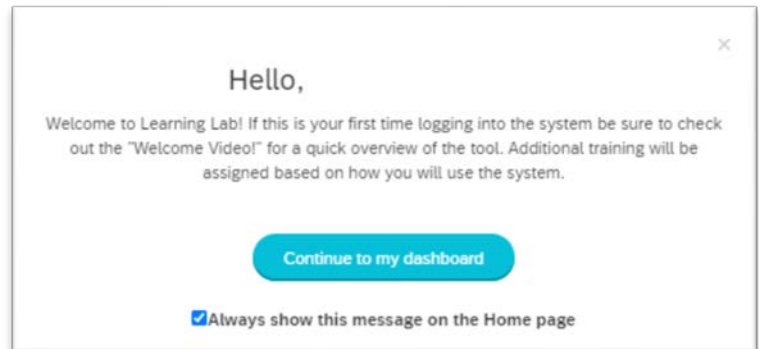 Hello,
Welcome to Learning Lab! If this is your first time logging into the system be sure to check
out the "Welcome Video!" for a quick overview of the tool. Additional training will be
assigned based on how you will use the system.
Continue to my dashboard
Always show this message on the Home page